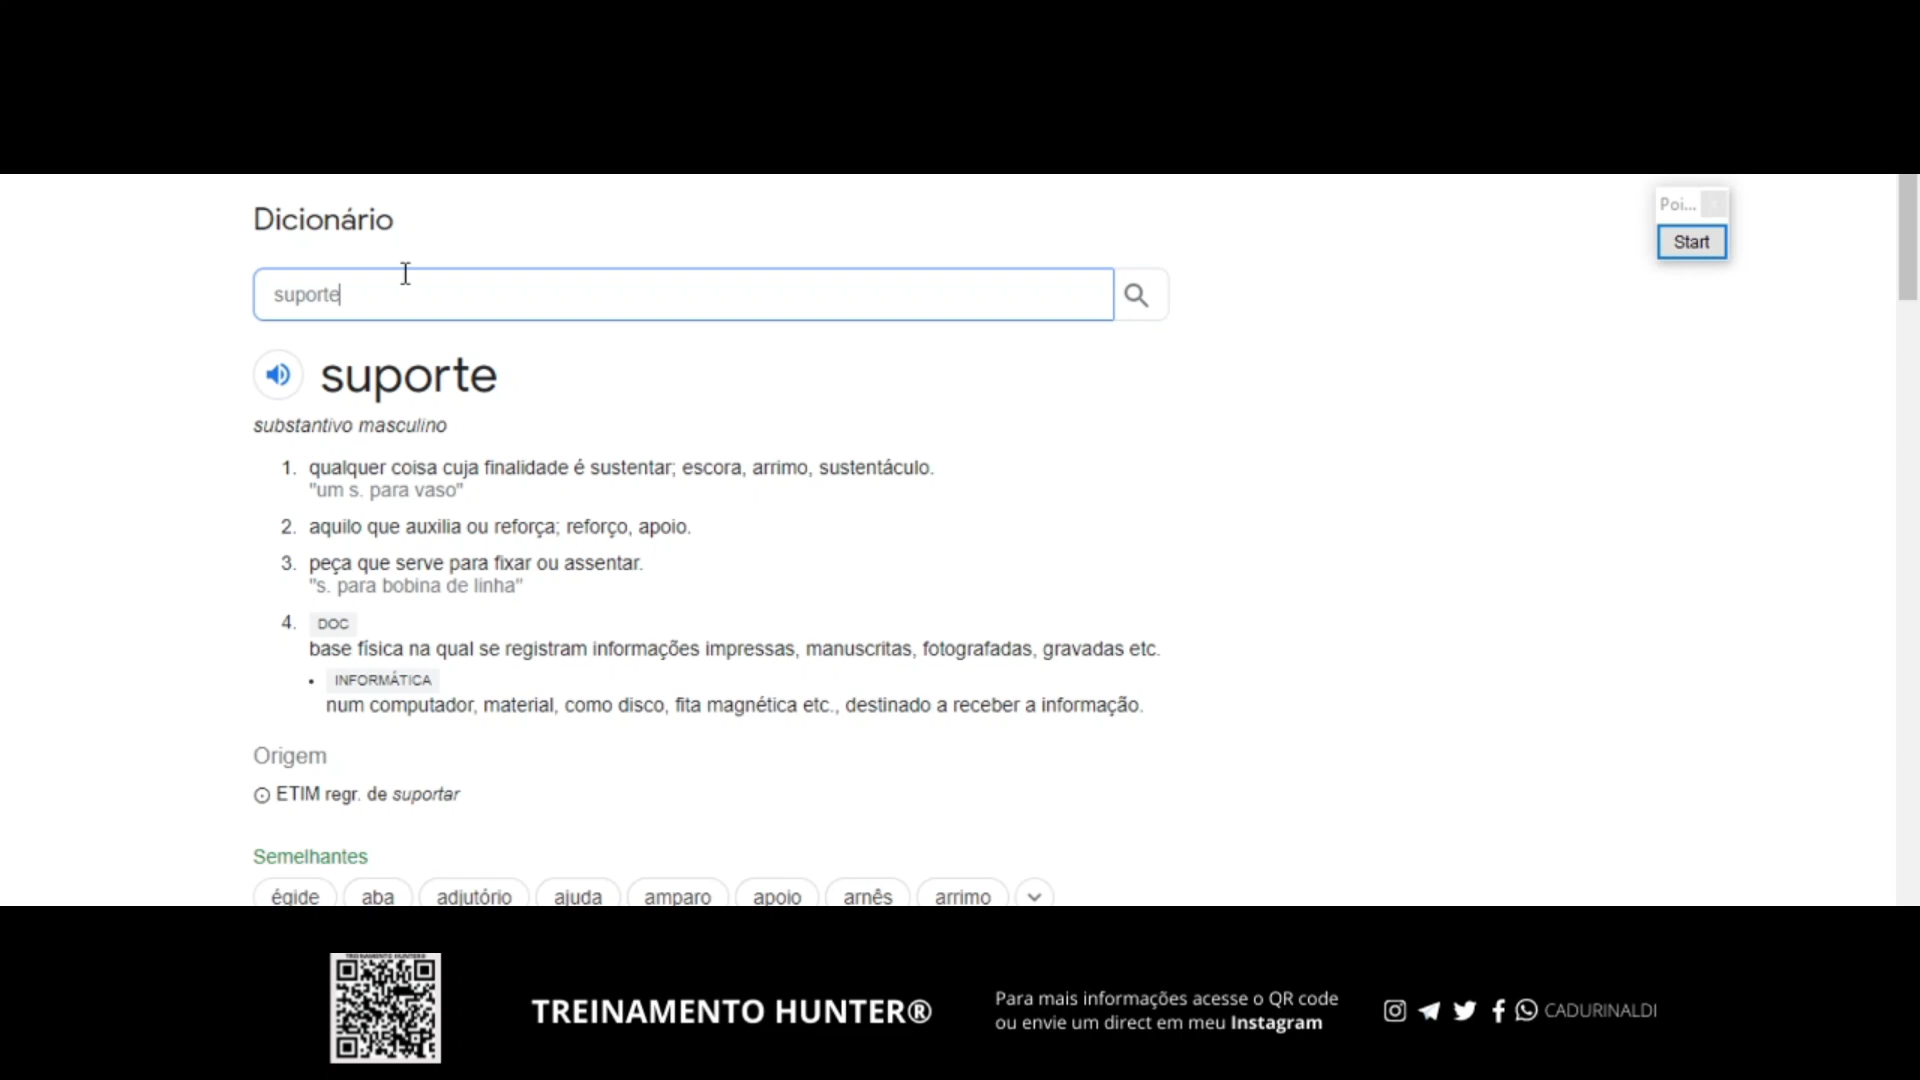 Dicionário
Poi...
Start
suporte
suporte
substantivo masculino
1. qualquer coisa cuja finalidade é sustentar; escora, arrimo, sustentáculo.
"um s. para vaso"
2. aquilo que auxilia ou reforça; reforço, apoio.
3. peça que serve para fixar ou assentar.
"s. para bobina de linha"
4. DOC
base física na qual se registram informações impressas, manuscritas, fotografadas, gravadas etc.
• INFORMÁTICA
num computador, material, como disco, fita magnética etc., destinado a receber a informação.
Origem
ETIM regr. de suportar
Semelhantes
égide aba adjutório ajuda amparo apoio arnês arrimo
TREINAMENTO HUNTER®
TREINAMENTO HUNTER®
Para mais informações acesse o QR code
ou envie um direct em meu Instagram
CADURINALDI